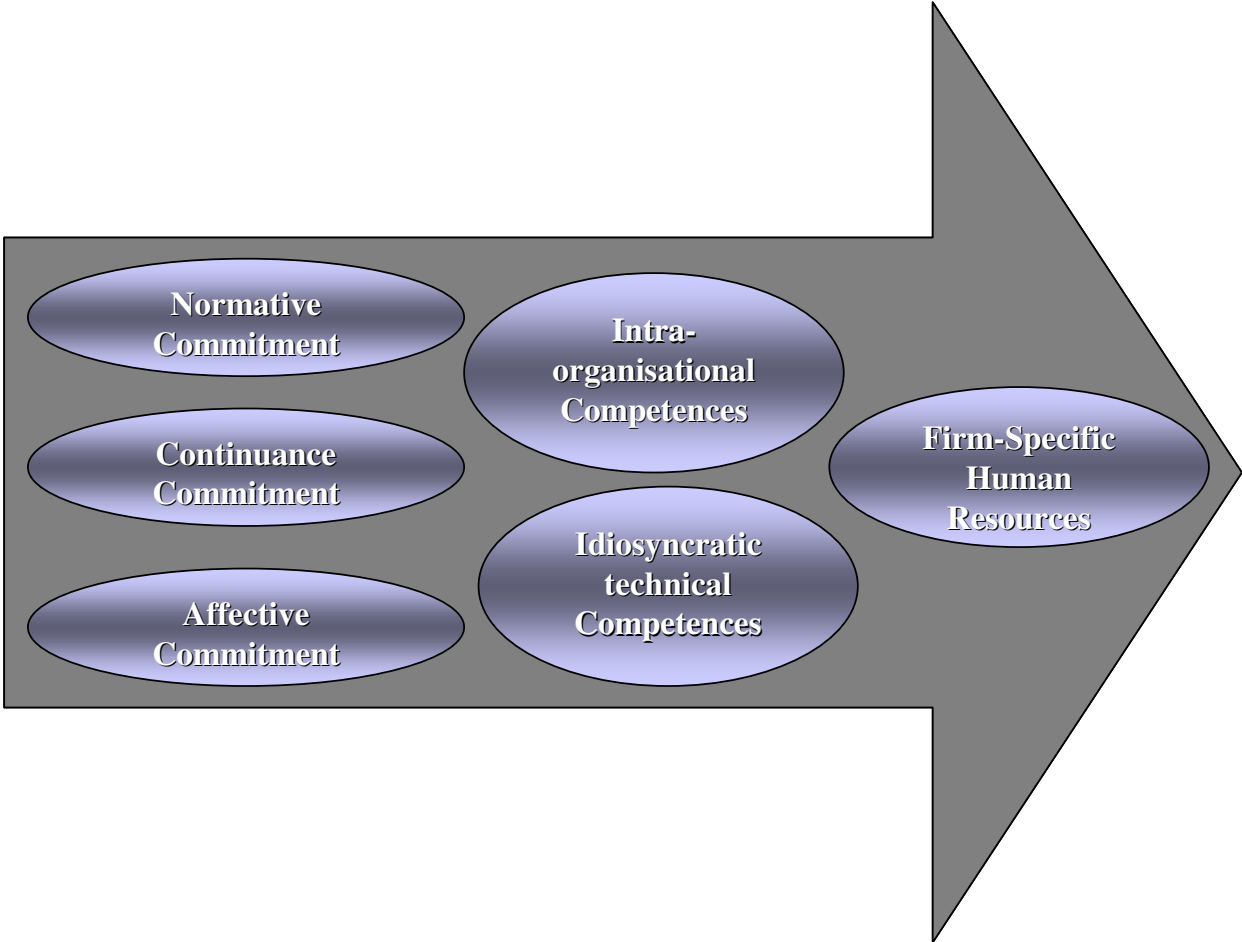 Normative
Commitment
Continuance
Commitment
Affective
Commitment
Intra-
organisational
Competences
Idiosyncratic
technical
Competences
Firm-Specific
Human
Resources